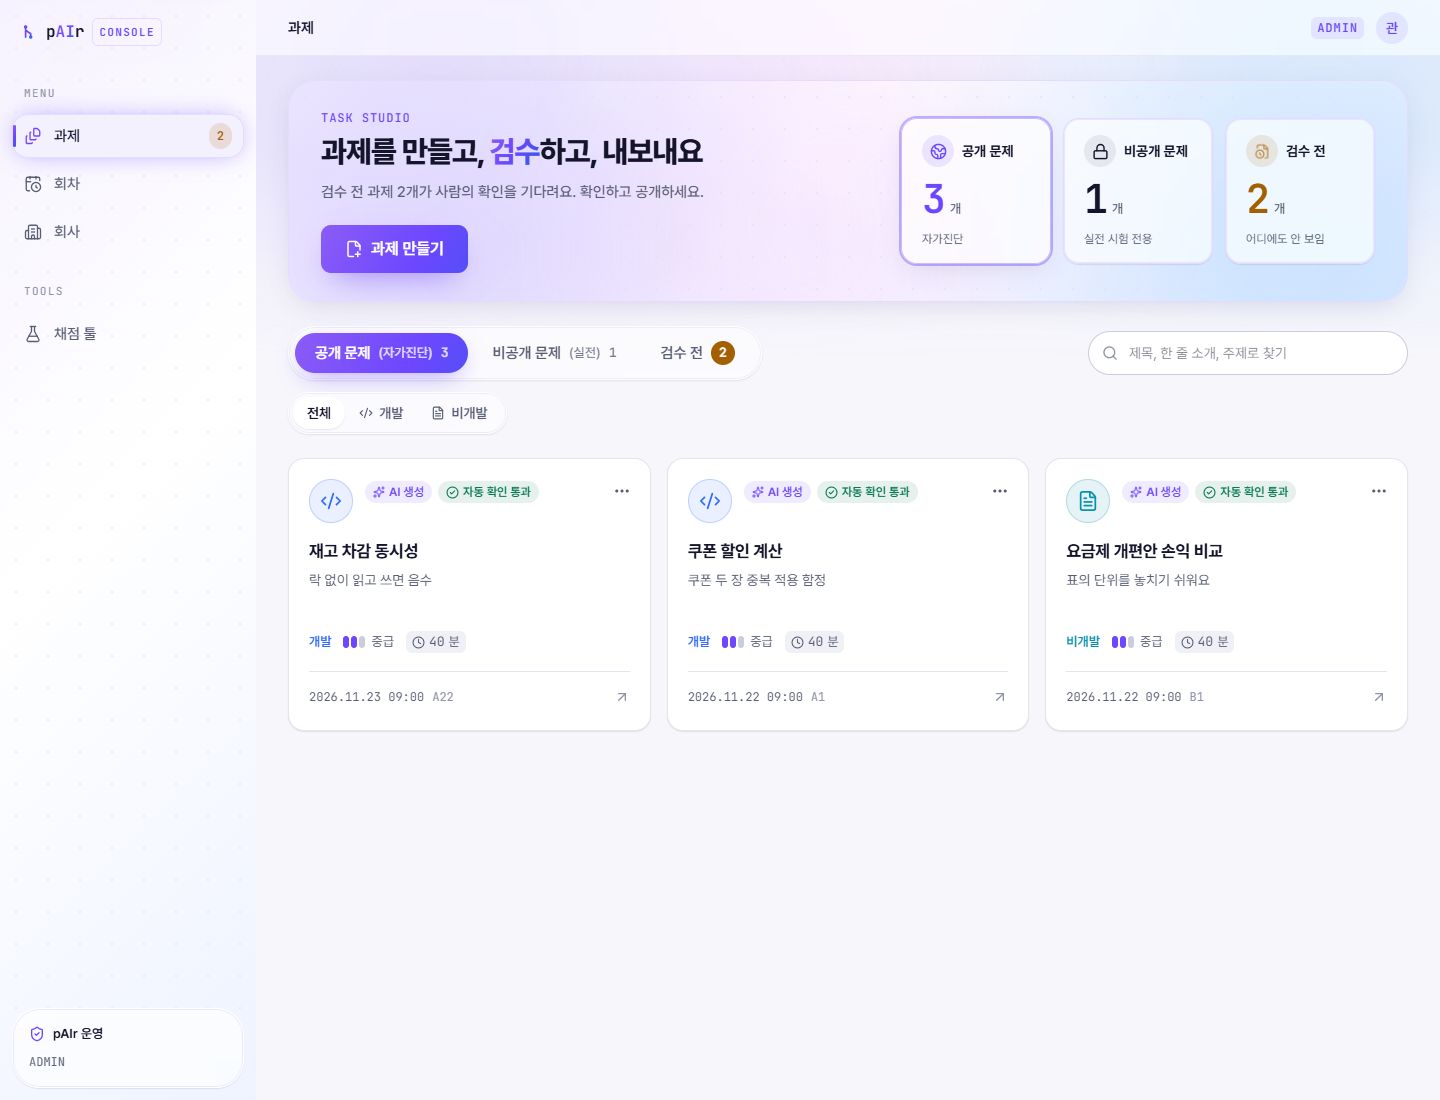 pAIr CONSOLE
MENU
과제 2
회차
회사
TOOLS
채점 툴
pAIr 운영
ADMIN
과제
ADMIN 관
TASK STUDIO
과제를 만들고, 검수하고, 내보내요
검수 전 과제 2개가 사람의 확인을 기다려요. 확인하고 공개하세요.
과제 만들기
공개 문제
3 개
자가진단
비공개 문제
1 개
실전 시험 전용
검수 전
2 개
어디에도 안 보임
공개 문제 (자가진단) 3
비공개 문제 (실전) 1
검수 전 2
제목, 한 줄 소개, 주제로 찾기
전체
개발
비개발
AI 생성 자동 확인 통과
재고 차감 동시성
락 없이 읽고 쓰면 음수
개발 중급 40 분
2026.11.23 09:00 A22
AI 생성 자동 확인 통과
쿠폰 할인 계산
쿠폰 두 장 중복 적용 함정
개발 중급 40 분
2026.11.22 09:00 A1
AI 생성 자동 확인 통과
요금제 개편안 손익 비교
표의 단위를 놓치기 쉬워요
비개발 중급 40 분
2026.11.22 09:00 B1